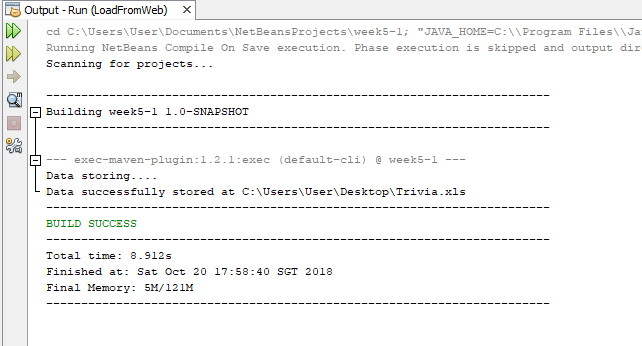 Output - Run (LoadFromWeb)
cd C:\Users\User\Documents\NetBeansProjects\week5-1; "JAVA_HOME=C:\\Program Files\\Ja
Running NetBeans Compile On Save execution. Phase execution is skipped and output dir
Scanning for projects...
------------------------------------------------------------------------
Building week5-1 1.0-SNAPSHOT
------------------------------------------------------------------------
--- exec-maven-plugin:1.2.1:exec (default-cli) @ week5-1 ---
Data storing....
Data successfully stored at C:\Users\User\Desktop\Trivia.xls
------------------------------------------------------------------------
BUILD SUCCESS
------------------------------------------------------------------------
Total time: 8.912s
Finished at: Sat Oct 20 17:58:40 SGT 2018
Final Memory: 5M/121M
------------------------------------------------------------------------